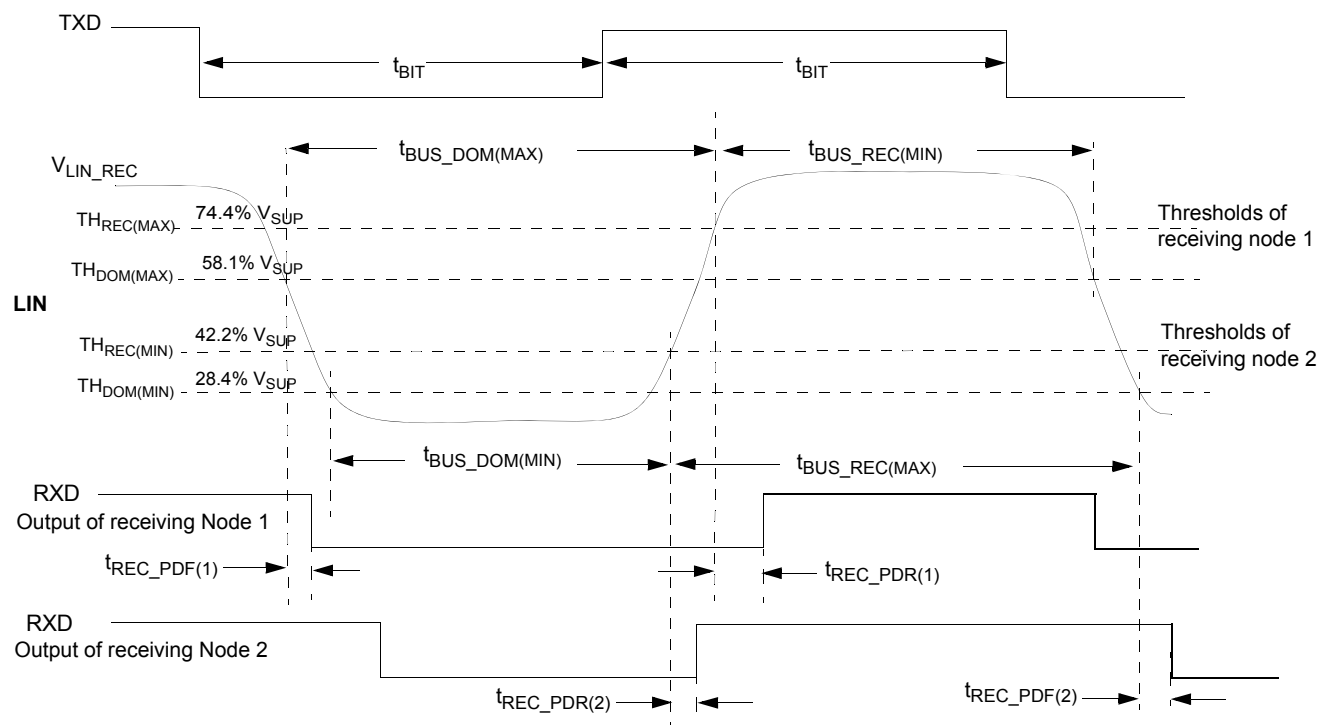 TXD
tBIT
tBIT
tBUS_DOM(MAX)
tBUS_REC(MIN)
VLIN_REC
THREC(MAX) 74.4% VSUP
Thresholds of
receiving node 1
THDOM(MAX) 58.1% VSUP
LIN
THREC(MIN) 42.2% VSUP
Thresholds of
receiving node 2
THDOM(MIN) 28.4% VSUP
tBUS_DOM(MIN)
tBUS_REC(MAX)
RXD
Output of receiving Node 1
tREC_PDF(1)
tREC_PDR(1)
RXD
Output of receiving Node 2
tREC_PDR(2)
tREC_PDF(2)